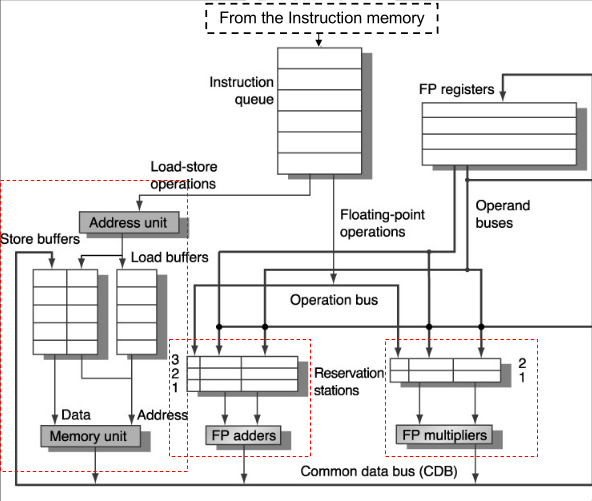 From the Instruction memory
Instruction
queue
FP registers
Load-store
operations
Address unit
Floating-point
operations
Operand
buses
Store buffers
Load buffers
Operation bus
3
2
1
Reservation
stations
2
1
Data
Address
Memory unit
FP adders
FP multipliers
Common data bus (CDB)